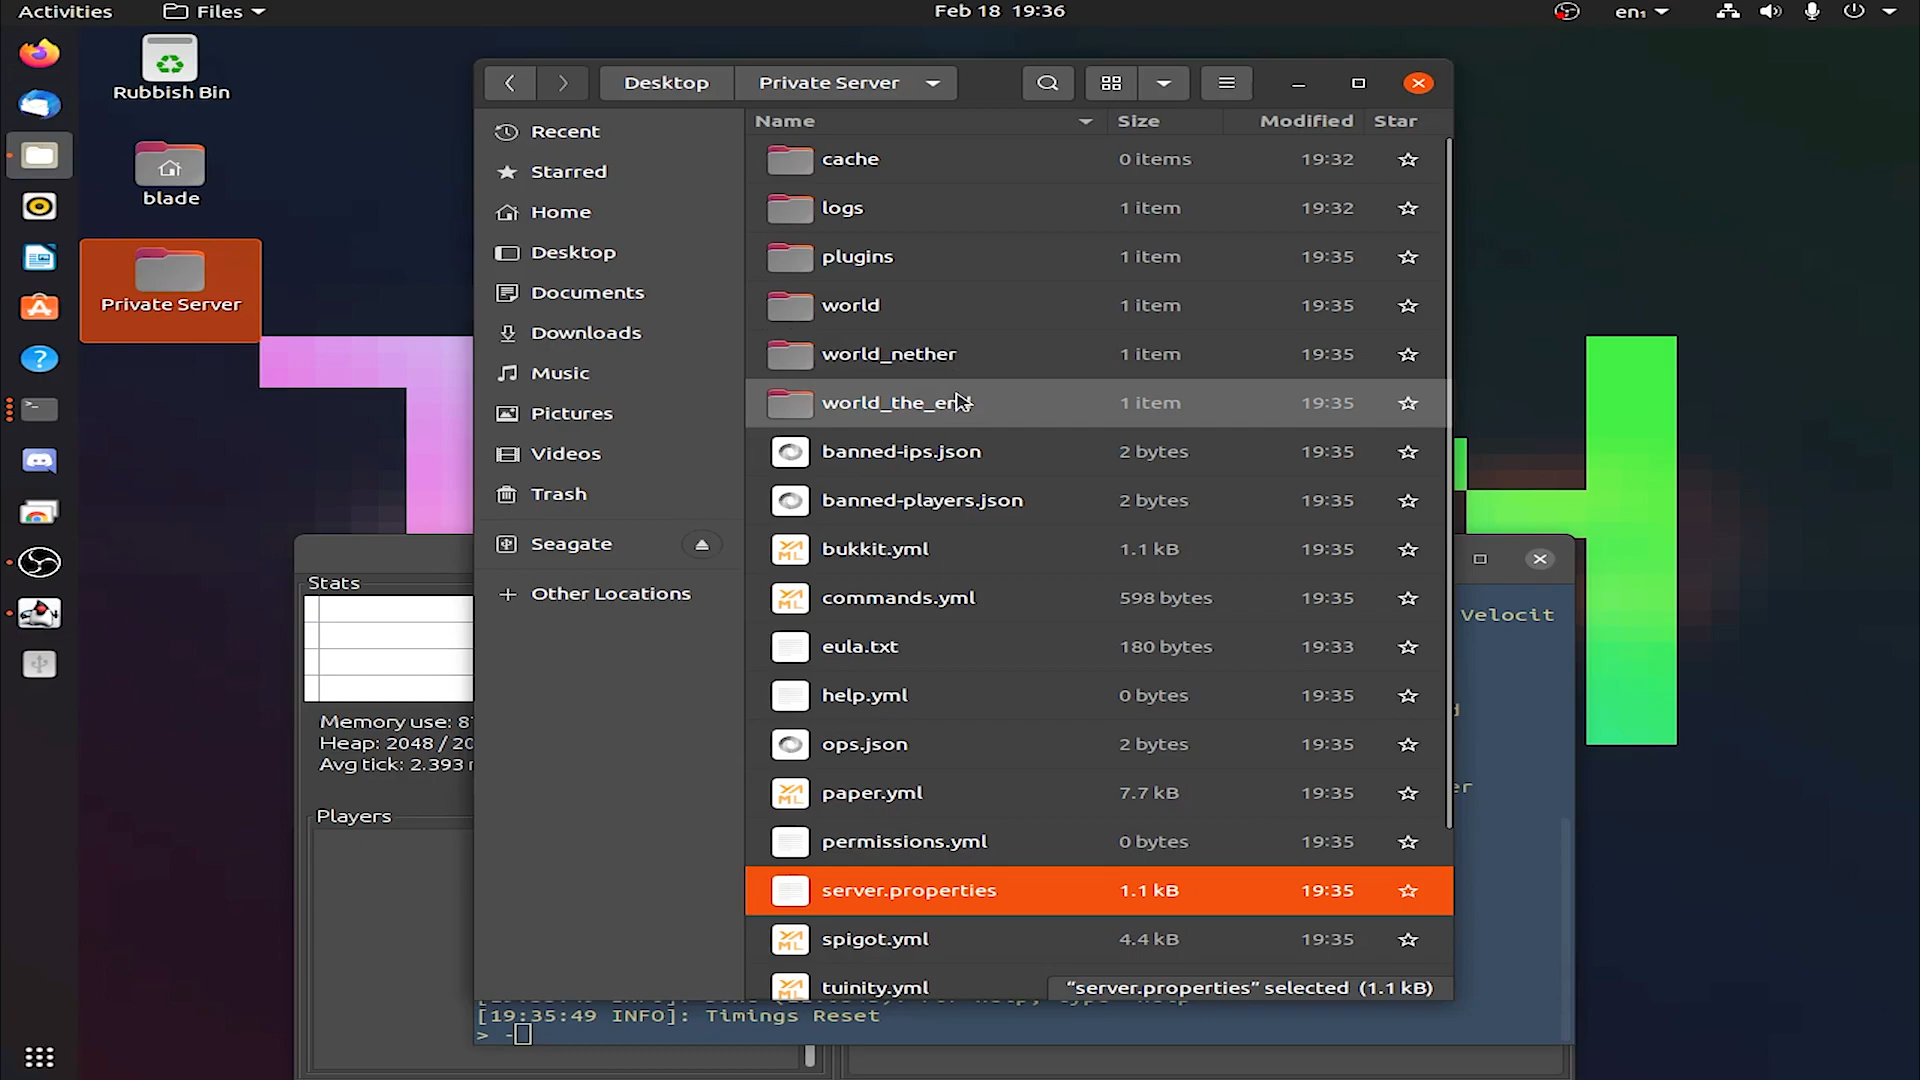 Activities
Files
Feb 18 19:36
en₁
Rubbish Bin
blade
Private Server
Desktop
Private Server
Recent
Starred
Home
Desktop
Documents
Downloads
Music
Pictures
Videos
Trash
Seagate
Other Locations
Name Size Modified Star
cache 0 items 19:32
logs 1 item 19:32
plugins 1 item 19:35
world 1 item 19:35
world_nether 1 item 19:35
world_the_end 1 item 19:35
banned-ips.json 2 bytes 19:35
banned-players.json 2 bytes 19:35
bukkit.yml 1.1 kB 19:35
commands.yml 598 bytes 19:35
eula.txt 180 bytes 19:33
help.yml 0 bytes 19:35
ops.json 2 bytes 19:35
paper.yml 7.7 kB 19:35
permissions.yml 0 bytes 19:35
server.properties 1.1 kB 19:35
spigot.yml 4.4 kB 19:35
tuinity.yml
"server.properties" selected (1.1 kB)
Stats
Memory use: 8
Heap: 2048 / 20
Avg tick: 2.393
Players
Velocit
er
[19:35:49 INFO]: Timings Reset
> -